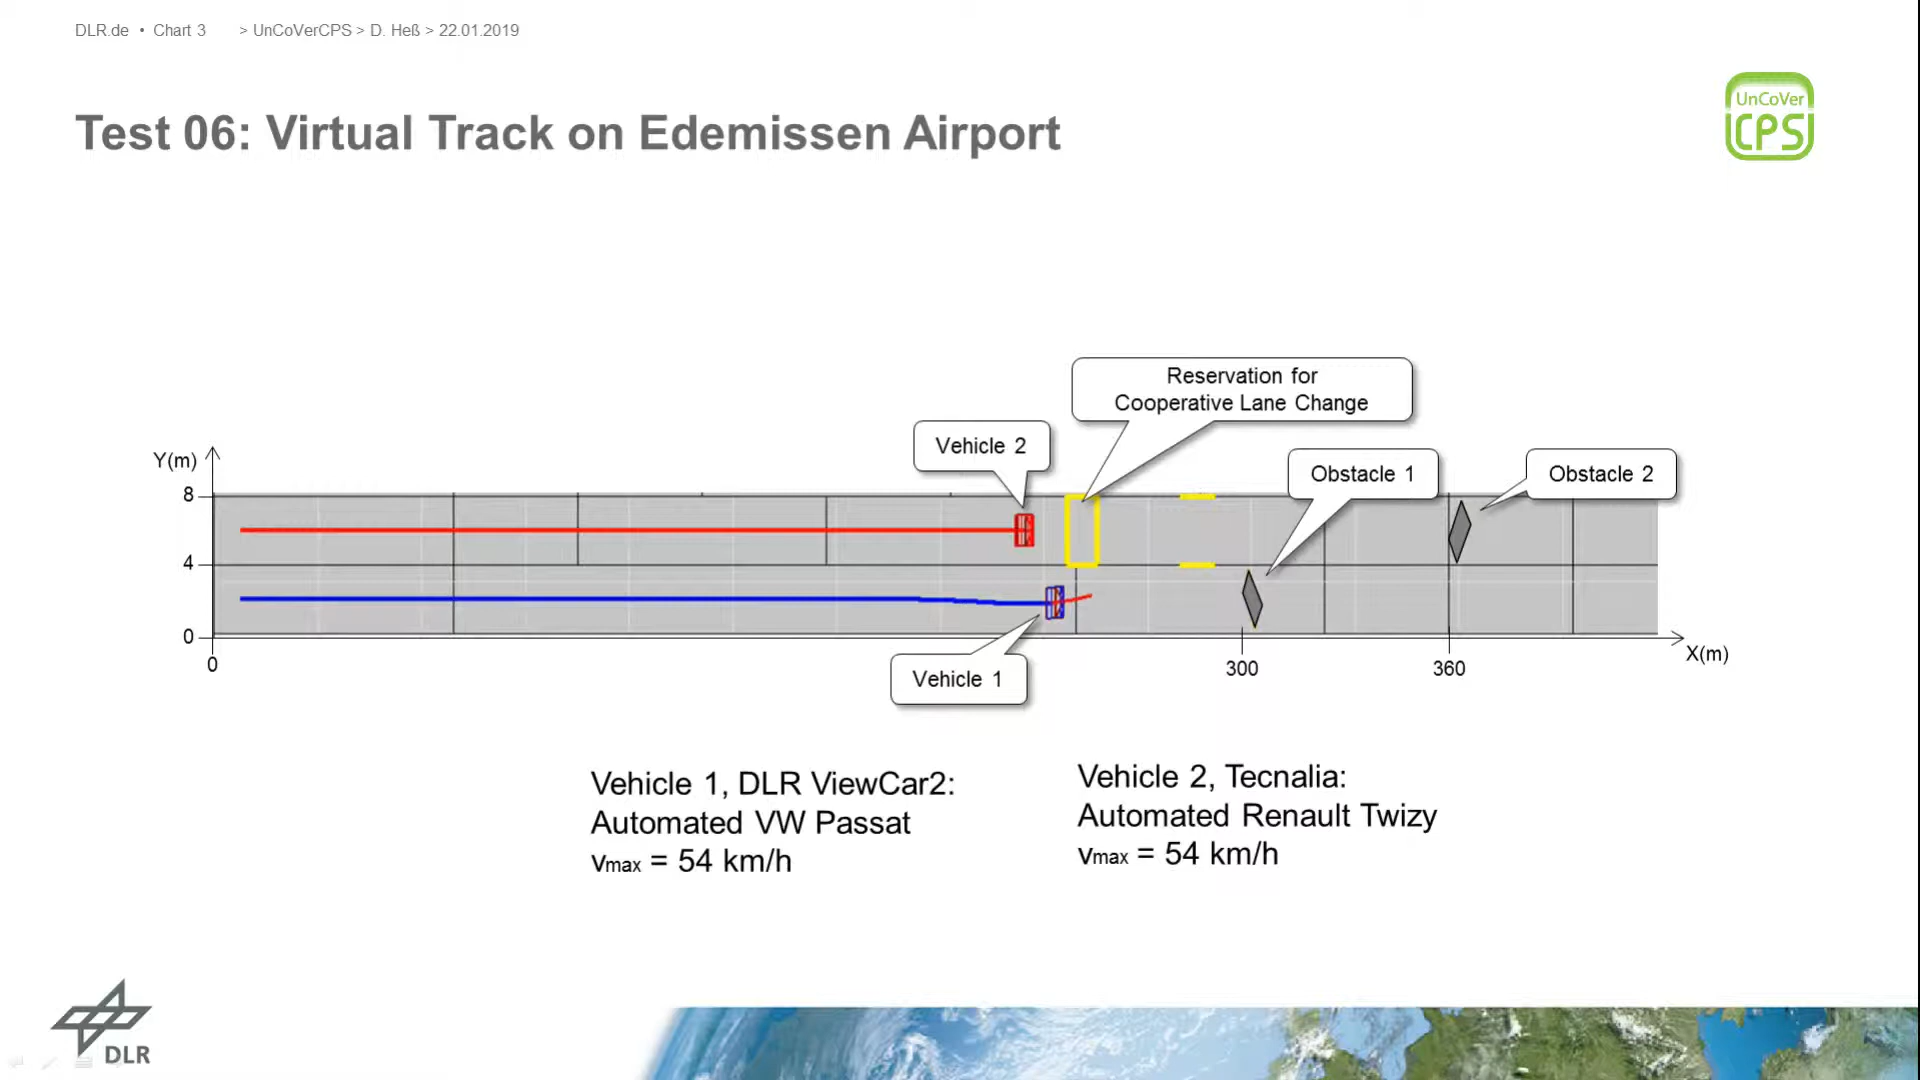 DLR.de • Chart 3 > UnCoVerCPS > D. Heß > 22.01.2019
UnCoVer
CPS
Test 06: Virtual Track on Edemissen Airport
Reservation for
Cooperative Lane Change
Vehicle 2
Obstacle 1
Obstacle 2
Y(m)
8
4
0
0
300
360
X(m)
Vehicle 1
Vehicle 1, DLR ViewCar2:
Automated VW Passat
vmax = 54 km/h
Vehicle 2, Tecnalia:
Automated Renault Twizy
vmax = 54 km/h
DLR